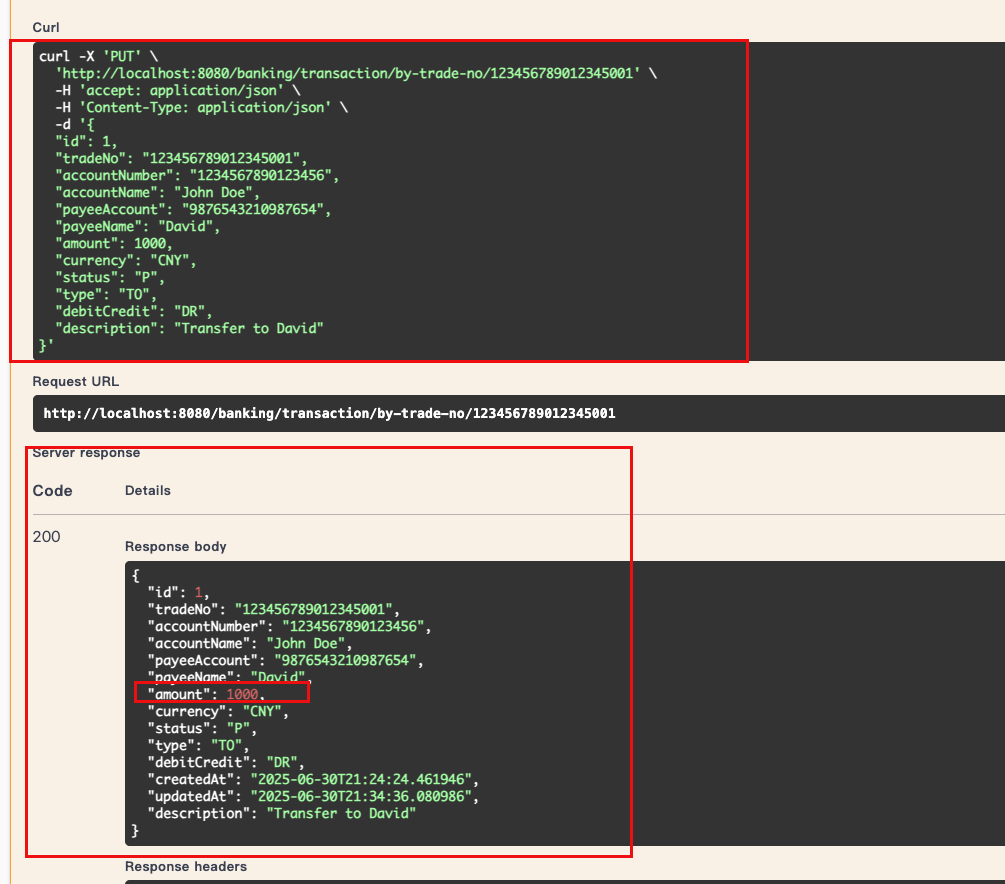 Curl
curl -X 'PUT' \
  'http://localhost:8080/banking/transaction/by-trade-no/123456789012345001' \
  -H 'accept: application/json' \
  -H 'Content-Type: application/json' \
  -d '{
  "id": 1,
  "tradeNo": "123456789012345001",
  "accountNumber": "1234567890123456",
  "accountName": "John Doe",
  "payeeAccount": "9876543210987654",
  "payeeName": "David",
  "amount": 1000,
  "currency": "CNY",
  "status": "P",
  "type": "TO",
  "debitCredit": "DR",
  "description": "Transfer to David"
}'
Request URL
http://localhost:8080/banking/transaction/by-trade-no/123456789012345001
Server response
Code Details
200
Response body
{
  "id": 1,
  "tradeNo": "123456789012345001",
  "accountNumber": "1234567890123456",
  "accountName": "John Doe",
  "payeeAccount": "9876543210987654",
  "payeeName": "David",
  "amount": 1000,
  "currency": "CNY",
  "status": "P",
  "type": "TO",
  "debitCredit": "DR",
  "createdAt": "2025-06-30T21:24:24.461946",
  "updatedAt": "2025-06-30T21:34:36.080986",
  "description": "Transfer to David"
}
Response headers